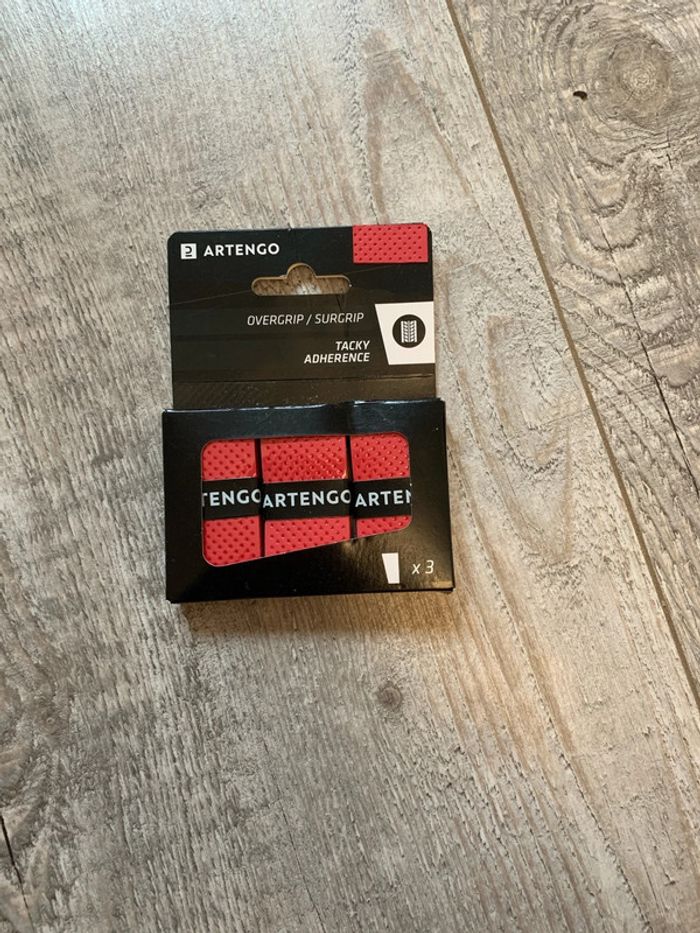 ARTENGO
OVERGRIP / SURGRIP
TACKY
ADHERENCE
TENGO ARTENGO ARTEN
x 3